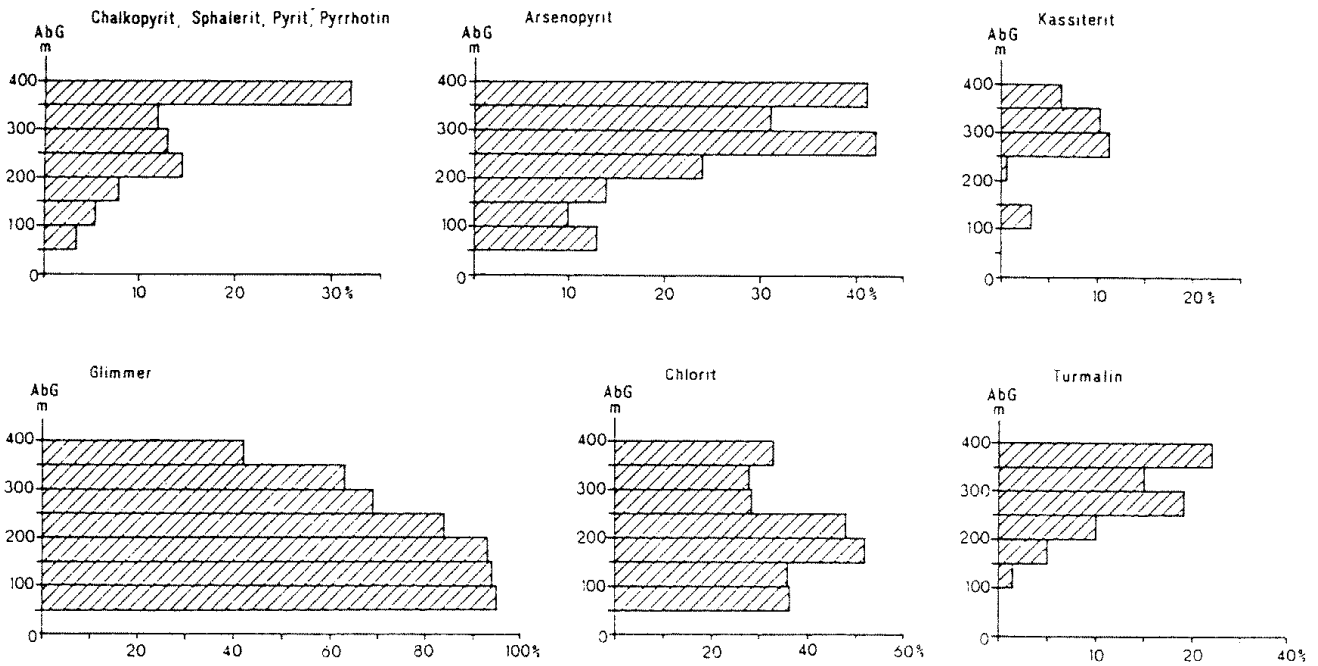 Chalkopyrit, Sphalerit, Pyrit, Pyrrhotin
AbG
m
400
300
200
100
0
10 20 30%
Arsenopyrit
AbG
m
400
300
200
100
0
10 20 30 40%
Kassiterit
AbG
m
400
300
200
100
0
10 20%
Glimmer
AbG
m
400
300
200
100
0
20 40 60 80 100%
Chlorit
AbG
m
400
300
200
100
0
20 40 60%
Turmalin
AbG
m
400
300
200
100
0
10 20 40%